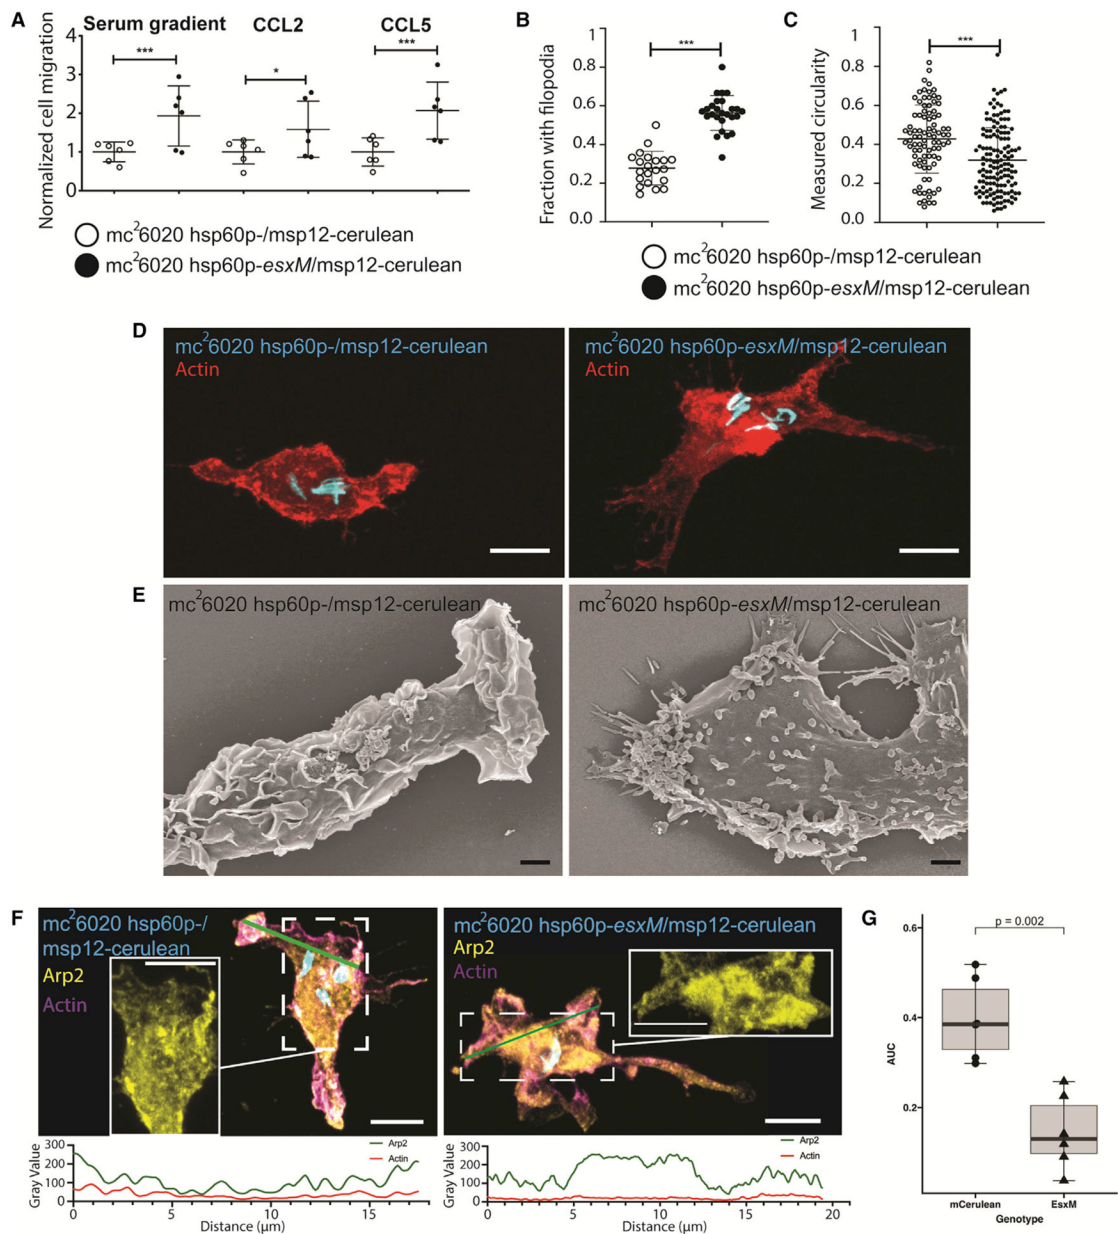 A
Serum gradient CCL2 CCL5
Normalized cell migration
4
3
2
1
0
***
*
***
mc²6020 hsp60p-/msp12-cerulean
mc²6020 hsp60p-esxM/msp12-cerulean
B
Fraction with filopodia
1.0
0.8
0.6
0.4
0.2
0.0
***
C
Measured circularity
1.0
0.8
0.6
0.4
0.2
0.0
***
mc²6020 hsp60p-/msp12-cerulean
mc²6020 hsp60p-esxM/msp12-cerulean
D
mc²6020 hsp60p-/msp12-cerulean
Actin
mc²6020 hsp60p-esxM/msp12-cerulean
Actin
E
mc²6020 hsp60p-/msp12-cerulean
mc²6020 hsp60p-esxM/msp12-cerulean
F
mc²6020 hsp60p-/
msp12-cerulean
Arp2
Actin
mc²6020 hsp60p-esxM/msp12-cerulean
Arp2
Actin
Gray Value
300
200
100
0
Arp2
Actin
0 5 10 15
Distance (µm)
Gray Value
300
200
100
0
Arp2
Actin
0 5 10 15 20
Distance (µm)
G
p = 0.002
AUC
0.6
0.4
0.2
mCerulean EsxM
Genotype